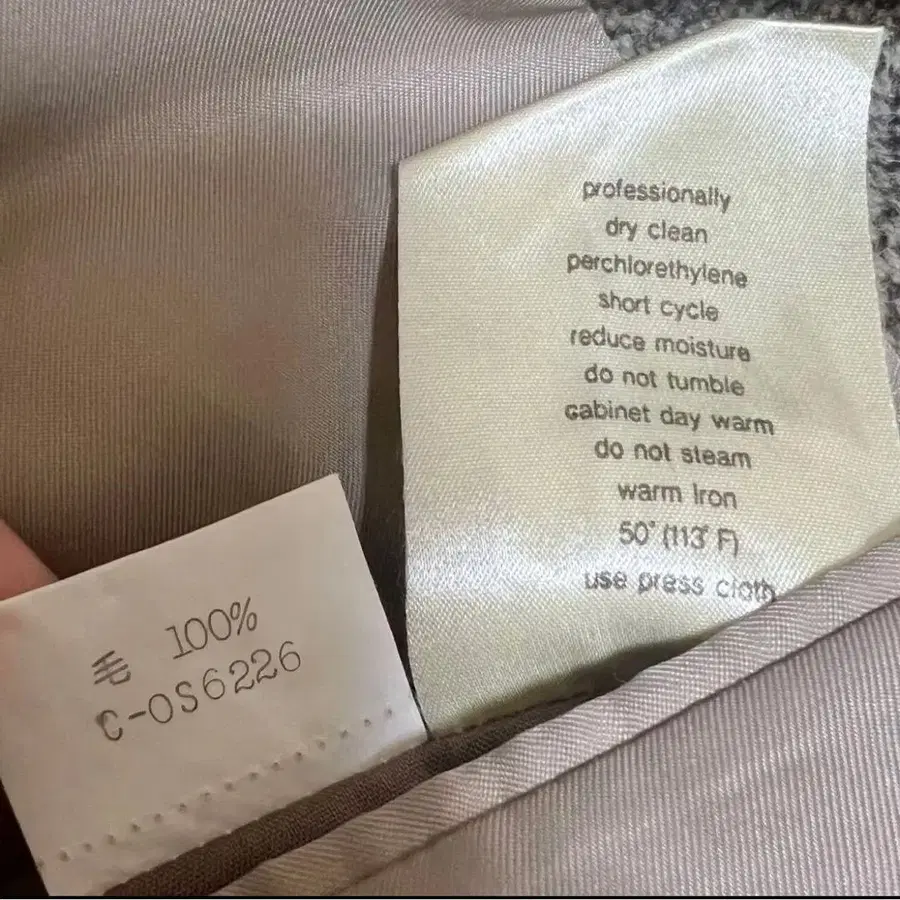 professionally
dry clean
perchlorethylene
short cycle
reduce moisture
do not tumble
cabinet day warm
do not steam
warm iron
50° (113° F)
use press cloth
毛 100%
C-OS6226